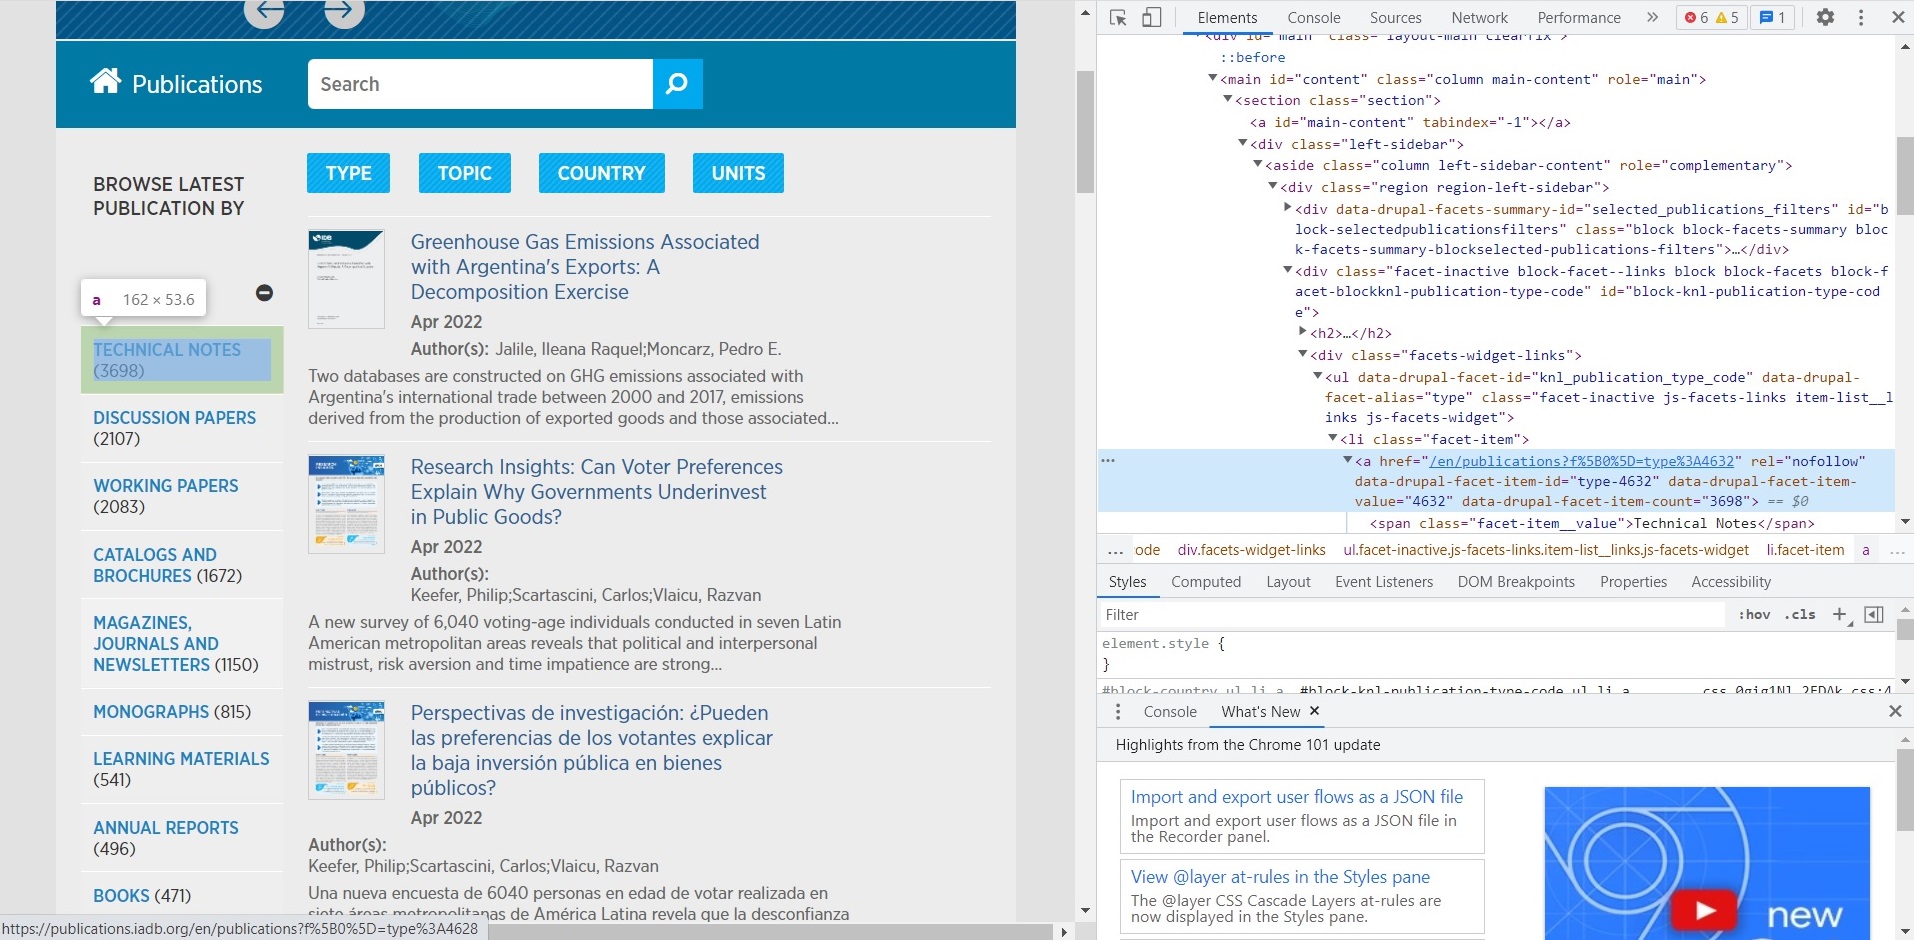 Publications
Search
BROWSE LATEST
PUBLICATION BY
a 162 × 53.6
TECHNICAL NOTES
(3698)
DISCUSSION PAPERS
(2107)
WORKING PAPERS
(2083)
CATALOGS AND
BROCHURES (1672)
MAGAZINES,
JOURNALS AND
NEWSLETTERS (1150)
MONOGRAPHS (815)
LEARNING MATERIALS
(541)
ANNUAL REPORTS
(496)
BOOKS (471)
TYPE TOPIC COUNTRY UNITS
Greenhouse Gas Emissions Associated
with Argentina's Exports: A
Decomposition Exercise
Apr 2022
Author(s): Jalile, Ileana Raquel;Moncarz, Pedro E.
Two databases are constructed on GHG emissions associated with
Argentina's international trade between 2000 and 2017, emissions
derived from the production of exported goods and those associated...
Research Insights: Can Voter Preferences
Explain Why Governments Underinvest
in Public Goods?
Apr 2022
Author(s):
Keefer, Philip;Scartascini, Carlos;Vlaicu, Razvan
A new survey of 6,040 voting-age individuals conducted in seven Latin
American metropolitan areas reveals that political and interpersonal
mistrust, risk aversion and time impatience are strong...
Perspectivas de investigación: ¿Pueden
las preferencias de los votantes explicar
la baja inversión pública en bienes
públicos?
Apr 2022
Author(s):
Keefer, Philip;Scartascini, Carlos;Vlaicu, Razvan
Una nueva encuesta de 6040 personas en edad de votar realizada en
siete áreas metropolitanas de América Latina revela que la desconfianza
https://publications.iadb.org/en/publications?f%5B0%5D=type%3A4628
Elements Console Sources Network Performance » 6 5 1
<div id="main" class="layout-main clearfix">
::before
<main id="content" class="column main-content" role="main">
<section class="section">
<a id="main-content" tabindex="-1"></a>
<div class="left-sidebar">
<aside class="column left-sidebar-content" role="complementary">
<div class="region region-left-sidebar">
<div data-drupal-facets-summary-id="selected_publications_filters" id="b
lock-selectedpublicationsfilters" class="block block-facets-summary bloc
k-facets-summary-blockselected-publications-filters">…</div>
<div class="facet-inactive block-facet--links block block-facets block-f
acet-blockknl-publication-type-code" id="block-knl-publication-type-cod
e">
<h2>…</h2>
<div class="facets-widget-links">
<ul data-drupal-facet-id="knl_publication_type_code" data-drupal-
facet-alias="type" class="facet-inactive js-facets-links item-list__l
inks js-facets-widget">
<li class="facet-item">
<a href="/en/publications?f%5B0%5D=type%3A4632" rel="nofollow"
data-drupal-facet-item-id="type-4632" data-drupal-facet-item-
value="4632" data-drupal-facet-item-count="3698"> == $0
<span class="facet-item__value">Technical Notes</span>
... ode div.facets-widget-links ul.facet-inactive.js-facets-links.item-list__links.js-facets-widget li.facet-item a ...
Styles Computed Layout Event Listeners DOM Breakpoints Properties Accessibility
Filter :hov .cls +
element.style {
}
#block-country ul li a, #block-knl-publication-type-code ul li a
Console What's New ×
Highlights from the Chrome 101 update
Import and export user flows as a JSON file
Import and export user flows as a JSON file in
the Recorder panel.
View @layer at-rules in the Styles pane
The @layer CSS Cascade Layers at-rules are
now displayed in the Styles pane.
new